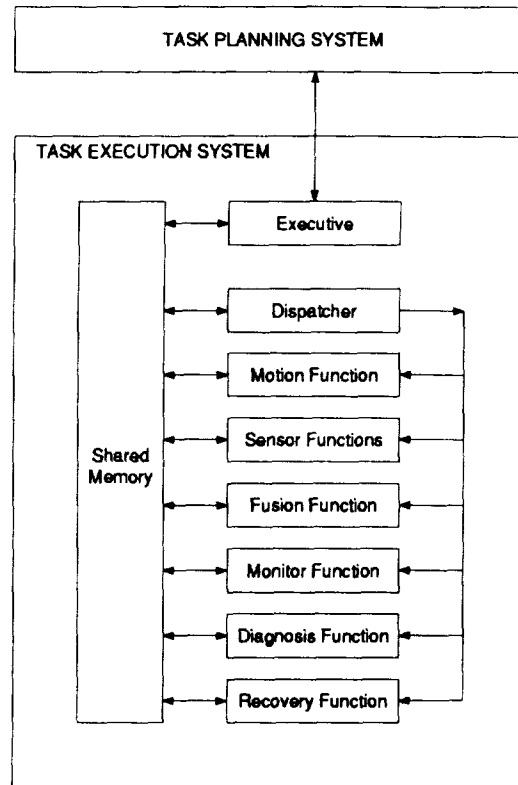 TASK PLANNING SYSTEM
TASK EXECUTION SYSTEM
Executive
Dispatcher
Motion Function
Sensor Functions
Shared
Memory
Fusion Function
Monitor Function
Diagnosis Function
Recovery Function